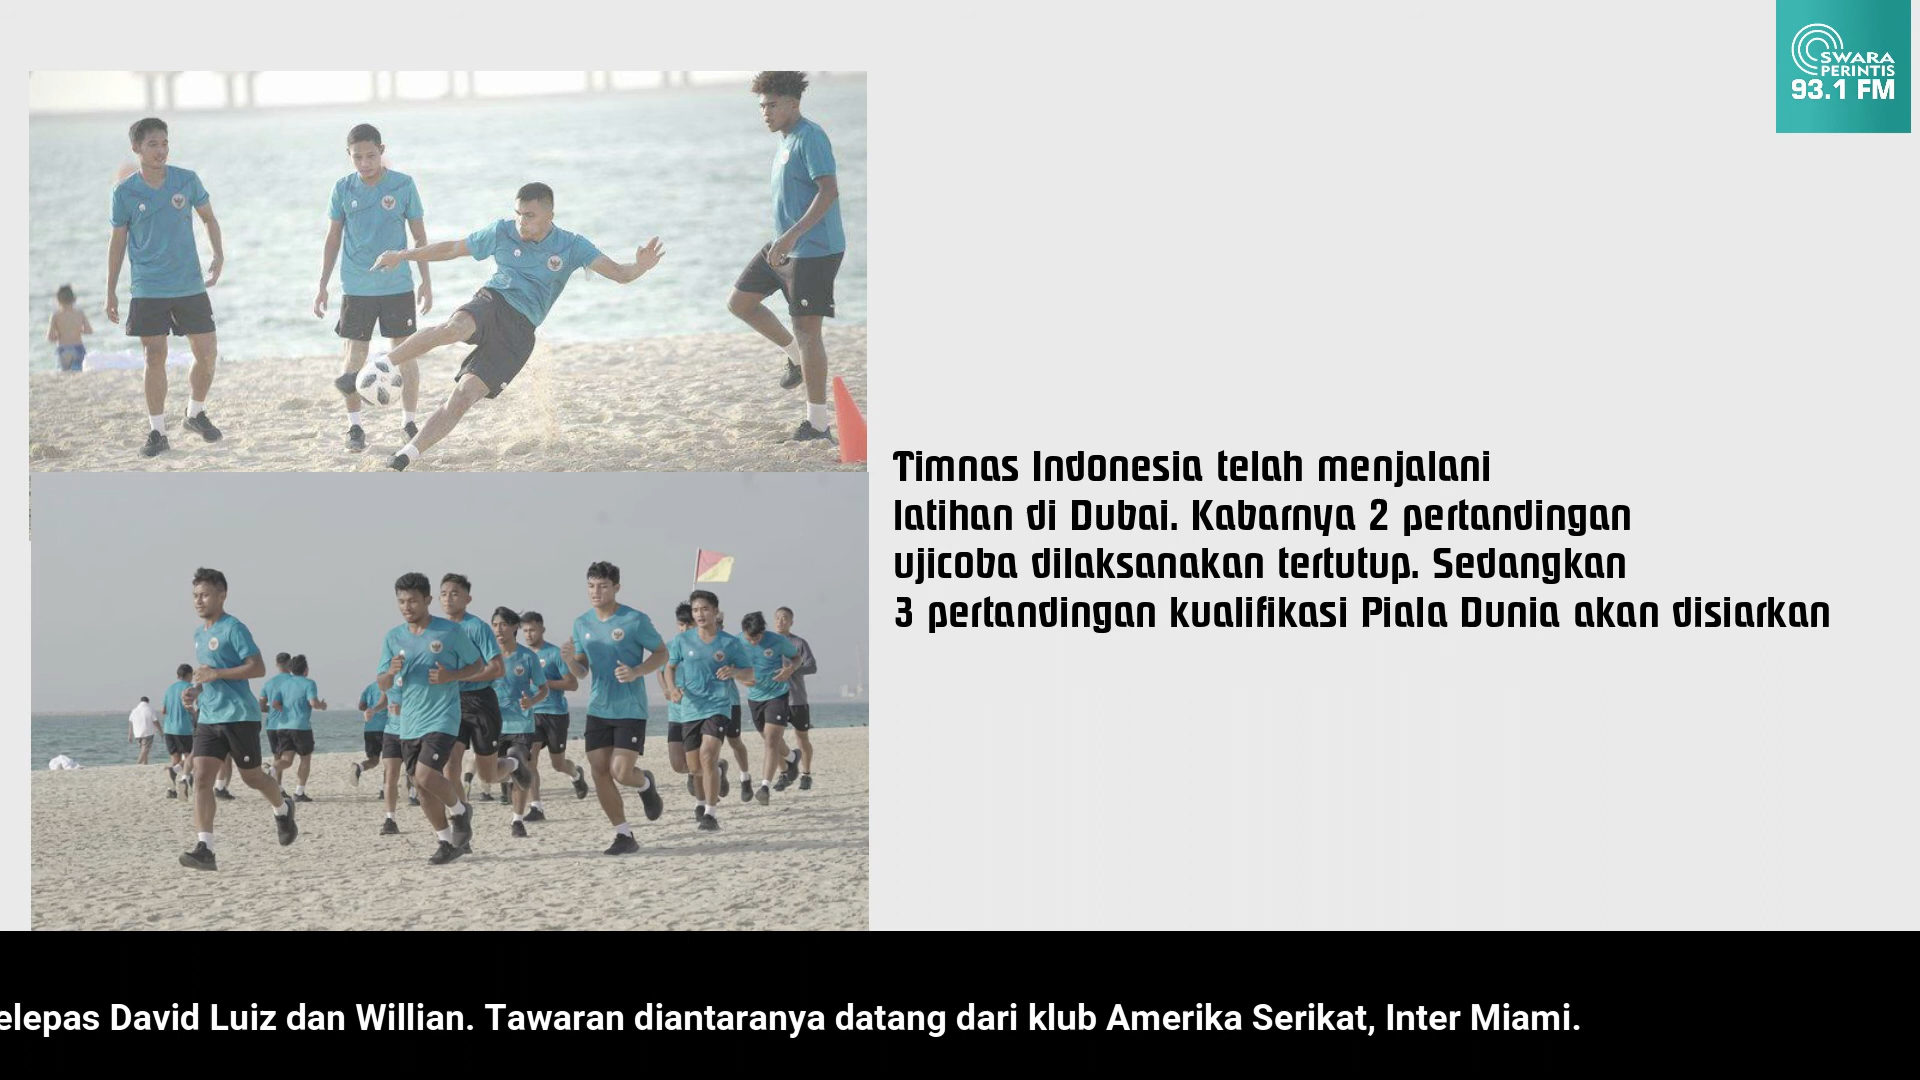 SWARA
PERINTIS
93.1 FM
Timnas Indonesia telah menjalani
latihan di Dubai. Kabarnya 2 pertandingan
ujicoba dilaksanakan tertutup. Sedangkan
3 pertandingan kualifikasi Piala Dunia akan disiarkan
elepas David Luiz dan Willian. Tawaran diantaranya datang dari klub Amerika Serikat, Inter Miami.